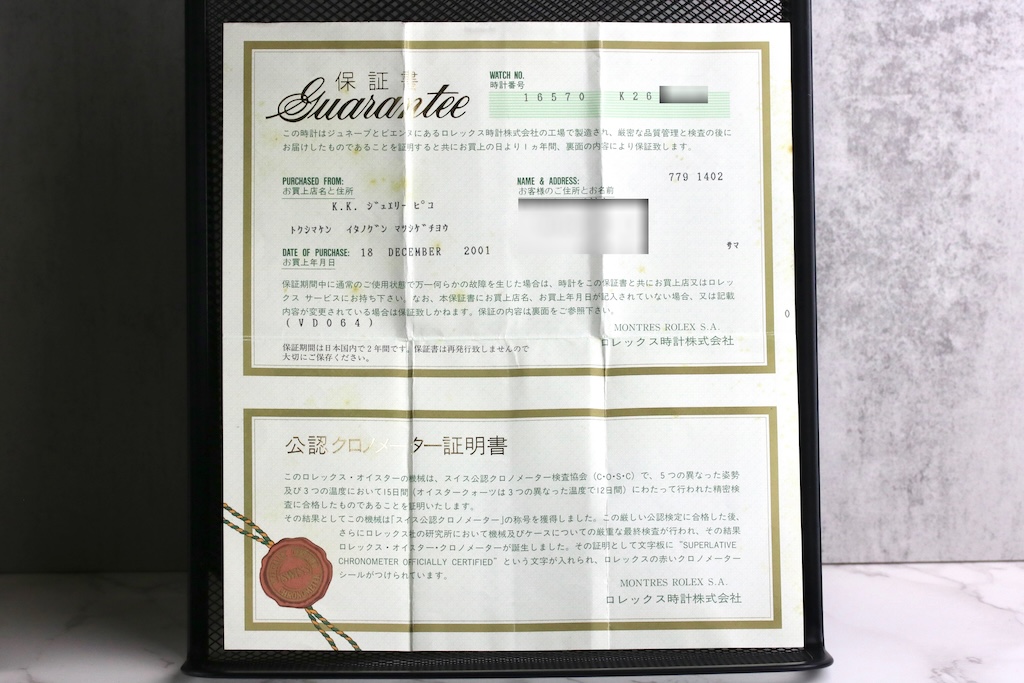 保証書
Guarantee
WATCH NO.
時計番号
16570 K26
この時計はジュネーブとビエンヌにあるロレックス時計株式会社の工場で製造され、厳密な品質管理と検査の後に
お届けしたものであることを証明すると共にお買上の日より1ヵ年間、裏面の内容により保証致します。
PURCHASED FROM:
お買上店名と住所
K.K. ジュエリー ピコ
トクシマケン イタノグン マツシゲチョウ
NAME & ADDRESS:
お客様のご住所とお名前
779 1402
サマ
DATE OF PURCHASE: 18 DECEMBER 2001
お買上年月日
保証期間中に通常のご使用状態で万一何らかの故障を生じた場合は、時計をこの保証書と共にお買上店又はロレッ
クス サービスにお持ち下さい。なお、本保証書にお買上店名、お買上年月日が記入されていない場合、又は記載
内容が変更されている場合は保証致しかねます。保証の内容は裏面をご参照下さい。
(VD064)
0
MONTRES ROLEX S.A.
ロレックス時計株式会社
保証期間は日本国内で2年間です。保証書は再発行致しませんので
大切にご保存ください。
公認クロノメーター証明書
このロレックス・オイスターの機械は、スイス公認クロノメーター検査協会（C・O・S・C）で、5つの異なった姿勢
及び3つの温度において15日間（オイスタークォーツは3つの異なった温度で12日間）にわたって行われた精密検
査に合格したものであることを証明いたします。
その結果としてこの機械は「スイス公認クロノメーター」の称号を獲得しました。この厳しい公認検定に合格した後、
さらにロレックス社の研究所において機械及びケースについての厳重な最終検査が行われ、その結果
ロレックス・オイスター・クロノメーターが誕生しました。その証明として文字板に "SUPERLATIVE
CHRONOMETER OFFICIALLY CERTIFIED" という文字が入れられ、ロレックスの赤いクロノメーター
シールがつけられています。
MONTRES ROLEX S.A.
ロレックス時計株式会社